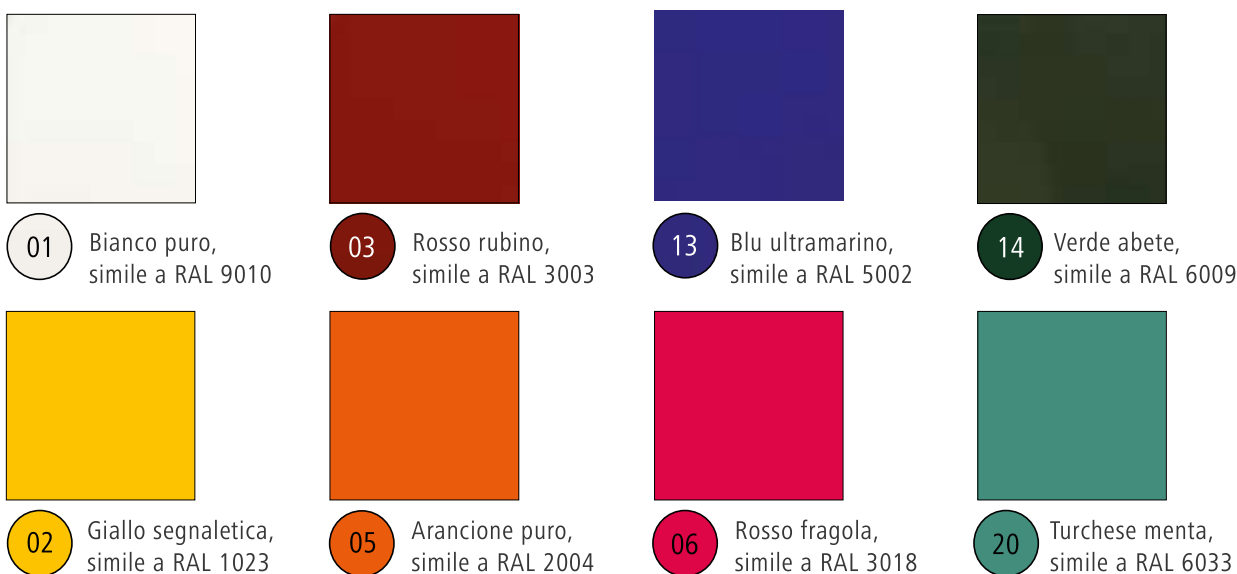 01
Bianco puro,
simile a RAL 9010
03
Rosso rubino,
simile a RAL 3003
13
Blu ultramarino,
simile a RAL 5002
14
Verde abete,
simile a RAL 6009
02
Giallo segnaletica,
simile a RAL 1023
05
Arancione puro,
simile a RAL 2004
06
Rosso fragola,
simile a RAL 3018
20
Turchese menta,
simile a RAL 6033